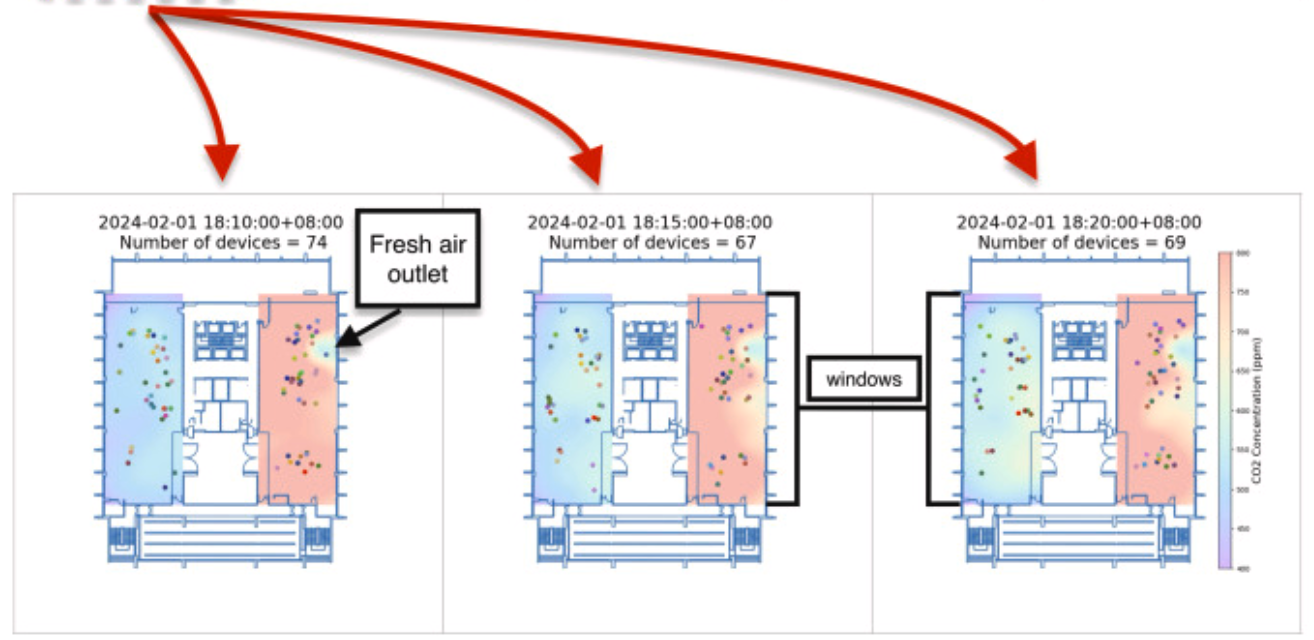 2024-02-01 18:10:00+08:00
Number of devices = 74
Fresh air
outlet
2024-02-01 18:15:00+08:00
Number of devices = 67
windows
2024-02-01 18:20:00+08:00
Number of devices = 69
800
750
700
650
600
550
500
450
400
CO2 Concentration (ppm)